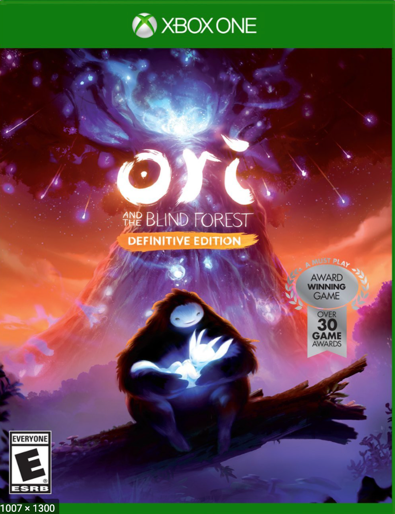 XBOX ONE
ori
AND THE BLIND FOREST
DEFINITIVE EDITION
A MUST PLAY
AWARD
WINNING
GAME
OVER
30
GAME
AWARDS
EVERYONE
E
ESRB
1007 × 1300